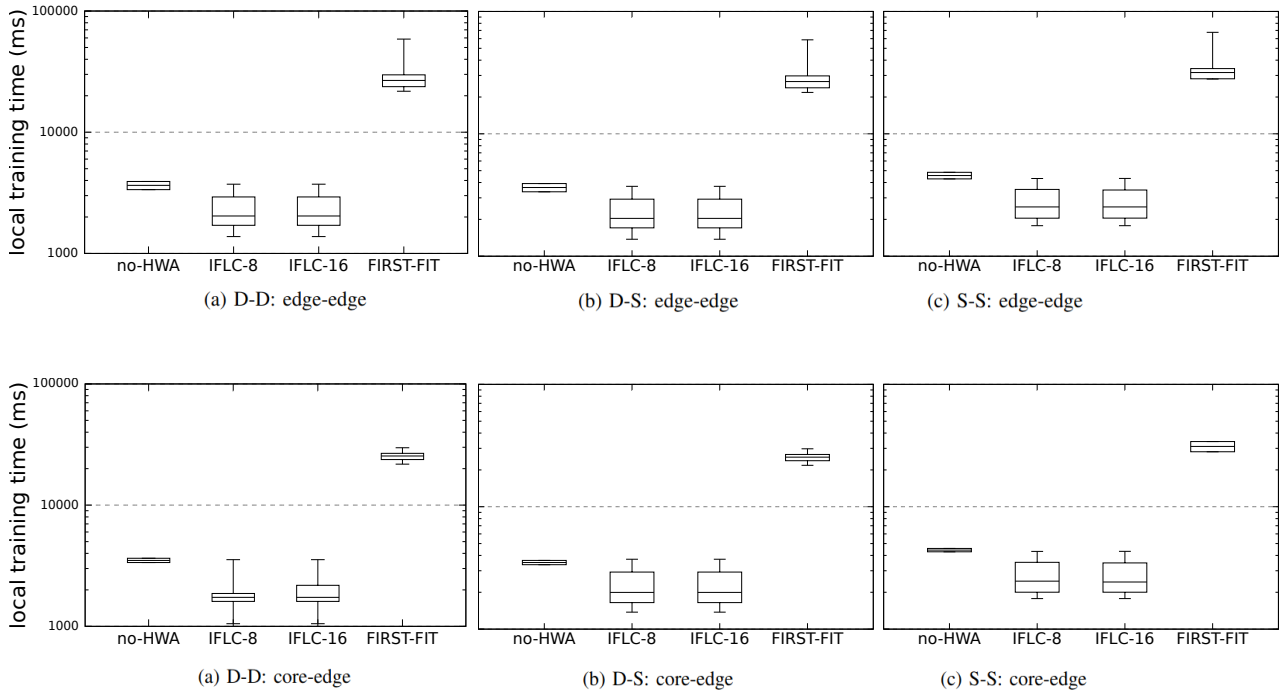 local training time (ms)
100000
10000
1000
no-HWA IFLC-8 IFLC-16 FIRST-FIT
(a) D-D: edge-edge
no-HWA IFLC-8 IFLC-16 FIRST-FIT
(b) D-S: edge-edge
no-HWA IFLC-8 IFLC-16 FIRST-FIT
(c) S-S: edge-edge
local training time (ms)
100000
10000
1000
no-HWA IFLC-8 IFLC-16 FIRST-FIT
(a) D-D: core-edge
no-HWA IFLC-8 IFLC-16 FIRST-FIT
(b) D-S: core-edge
no-HWA IFLC-8 IFLC-16 FIRST-FIT
(c) S-S: core-edge